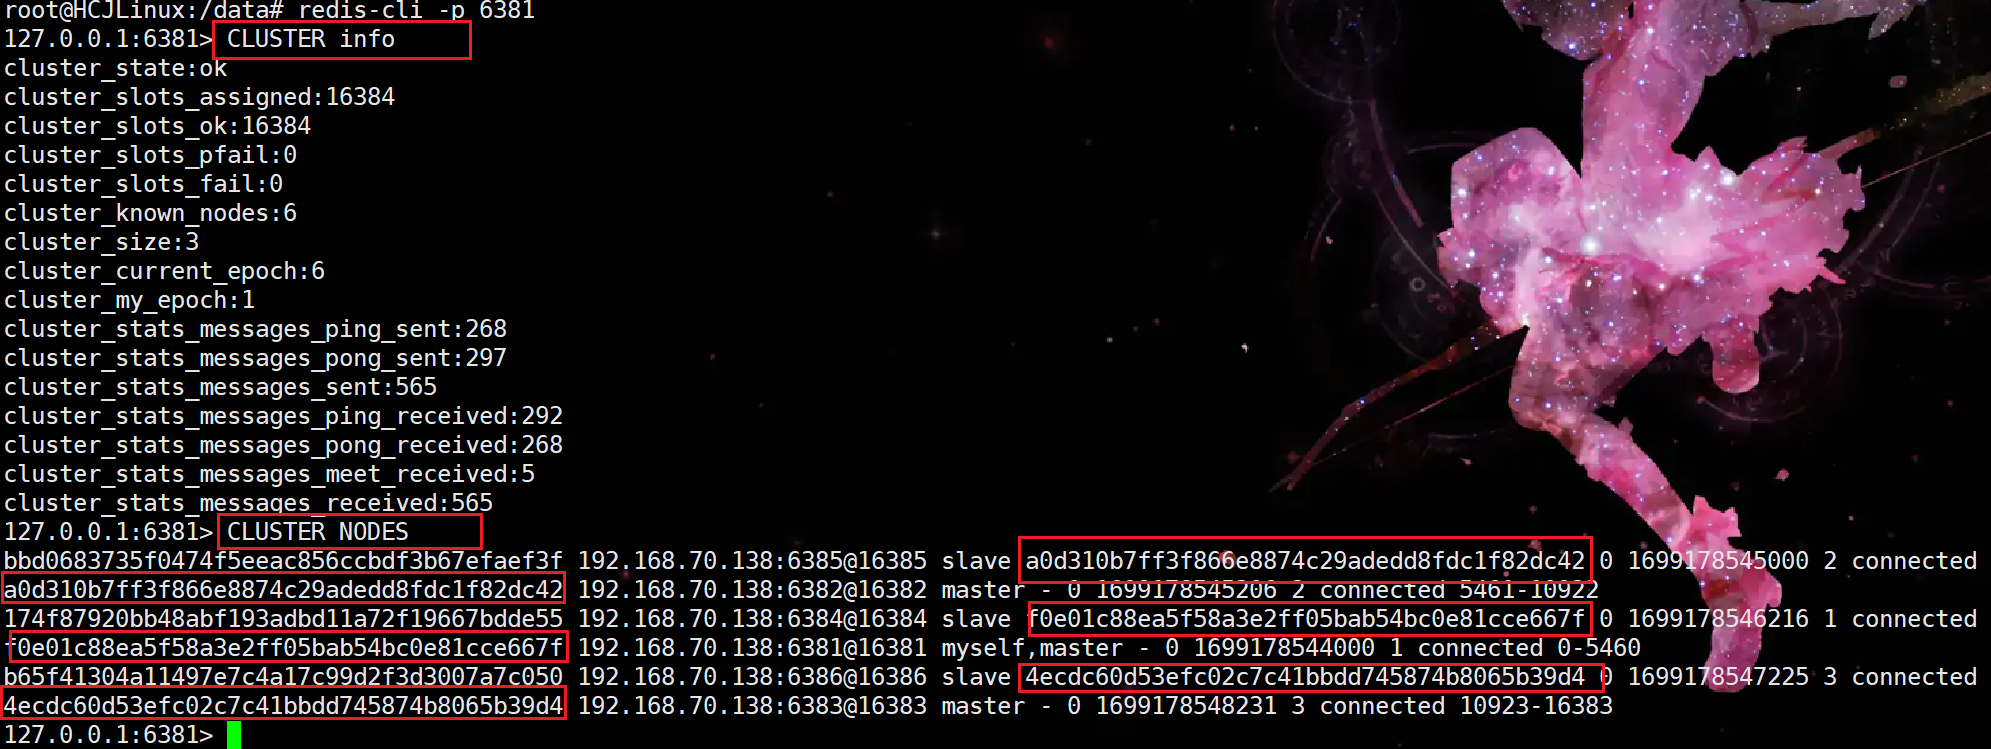 root@HCJLinux:/data# redis-cli -p 6381
127.0.0.1:6381> CLUSTER info
cluster_state:ok
cluster_slots_assigned:16384
cluster_slots_ok:16384
cluster_slots_pfail:0
cluster_slots_fail:0
cluster_known_nodes:6
cluster_size:3
cluster_current_epoch:6
cluster_my_epoch:1
cluster_stats_messages_ping_sent:268
cluster_stats_messages_pong_sent:297
cluster_stats_messages_sent:565
cluster_stats_messages_ping_received:292
cluster_stats_messages_pong_received:268
cluster_stats_messages_meet_received:5
cluster_stats_messages_received:565
127.0.0.1:6381> CLUSTER NODES
bbd0683735f0474f5eeac856ccbdf3b67efaef3f 192.168.70.138:6385@16385 slave a0d310b7ff3f866e8874c29adedd8fdc1f82dc42 0 1699178545000 2 connected
a0d310b7ff3f866e8874c29adedd8fdc1f82dc42 192.168.70.138:6382@16382 master - 0 1699178545206 2 connected 5461-10922
174f87920bb48abf193adbd11a72f19667bdde55 192.168.70.138:6384@16384 slave f0e01c88ea5f58a3e2ff05bab54bc0e81cce667f 0 1699178546216 1 connected
f0e01c88ea5f58a3e2ff05bab54bc0e81cce667f 192.168.70.138:6381@16381 myself,master - 0 1699178544000 1 connected 0-5460
b65f41304a11497e7c4a17c99d2f3d3007a7c050 192.168.70.138:6386@16386 slave 4ecdc60d53efc02c7c41bbdd745874b8065b39d4 0 1699178547225 3 connected
4ecdc60d53efc02c7c41bbdd745874b8065b39d4 192.168.70.138:6383@16383 master - 0 1699178548231 3 connected 10923-16383
127.0.0.1:6381>